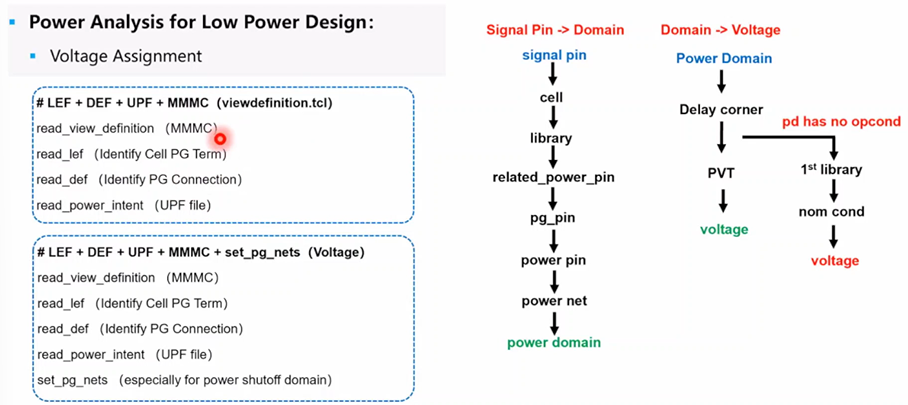 Power Analysis for Low Power Design:
Voltage Assignment
# LEF + DEF + UPF + MMMC (viewdefinition.tcl)
read_view_definition (MMMC)
read_lef (Identify Cell PG Term)
read_def (Identify PG Connection)
read_power_intent (UPF file)
# LEF + DEF + UPF + MMMC + set_pg_nets (Voltage)
read_view_definition (MMMC)
read_lef (Identify Cell PG Term)
read_def (Identify PG Connection)
read_power_intent (UPF file)
set_pg_nets (especially for power shutoff domain)
Signal Pin -> Domain
signal pin
cell
library
related_power_pin
pg_pin
power pin
power net
power domain
Domain -> Voltage
Power Domain
Delay corner
PVT
voltage
pd has no opcond
1st library
nom cond
voltage